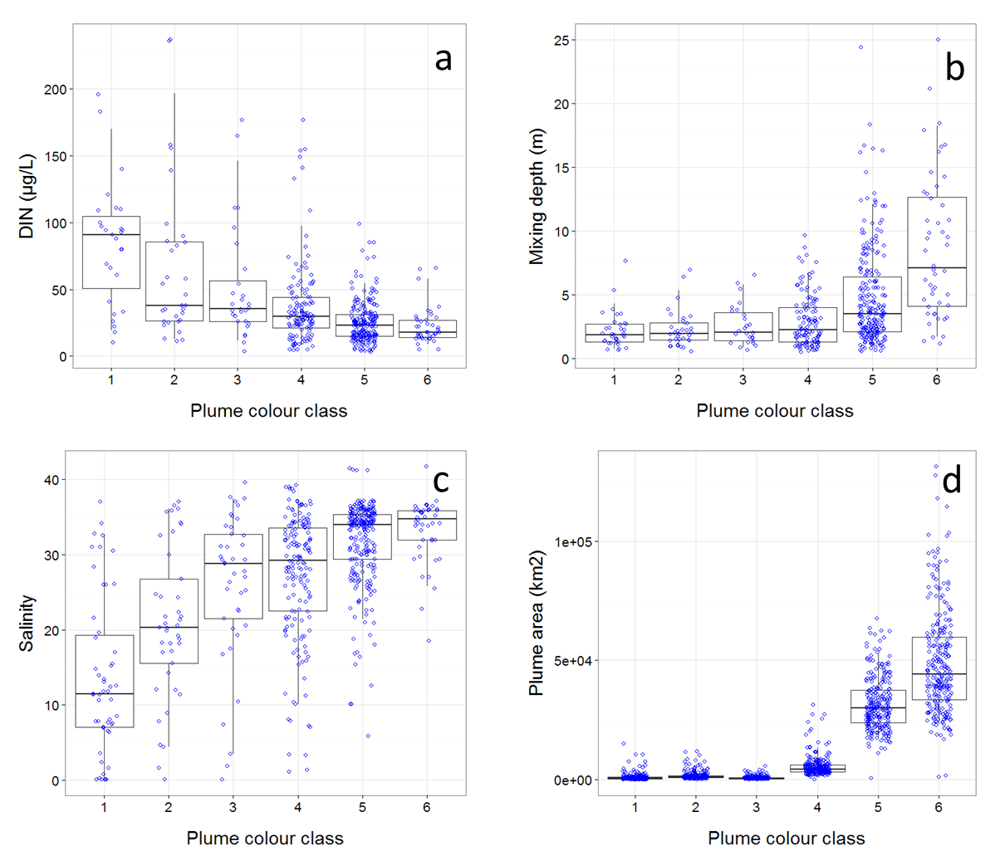 a
DIN (µg/L)
200
150
100
50
0
1 2 3 4 5 6
Plume colour class
b
Mixing depth (m)
25
20
15
10
5
0
1 2 3 4 5 6
Plume colour class
c
Salinity
40
30
20
10
0
1 2 3 4 5 6
Plume colour class
d
Plume area (km2)
1e+05
5e+04
0e+00
1 2 3 4 5 6
Plume colour class